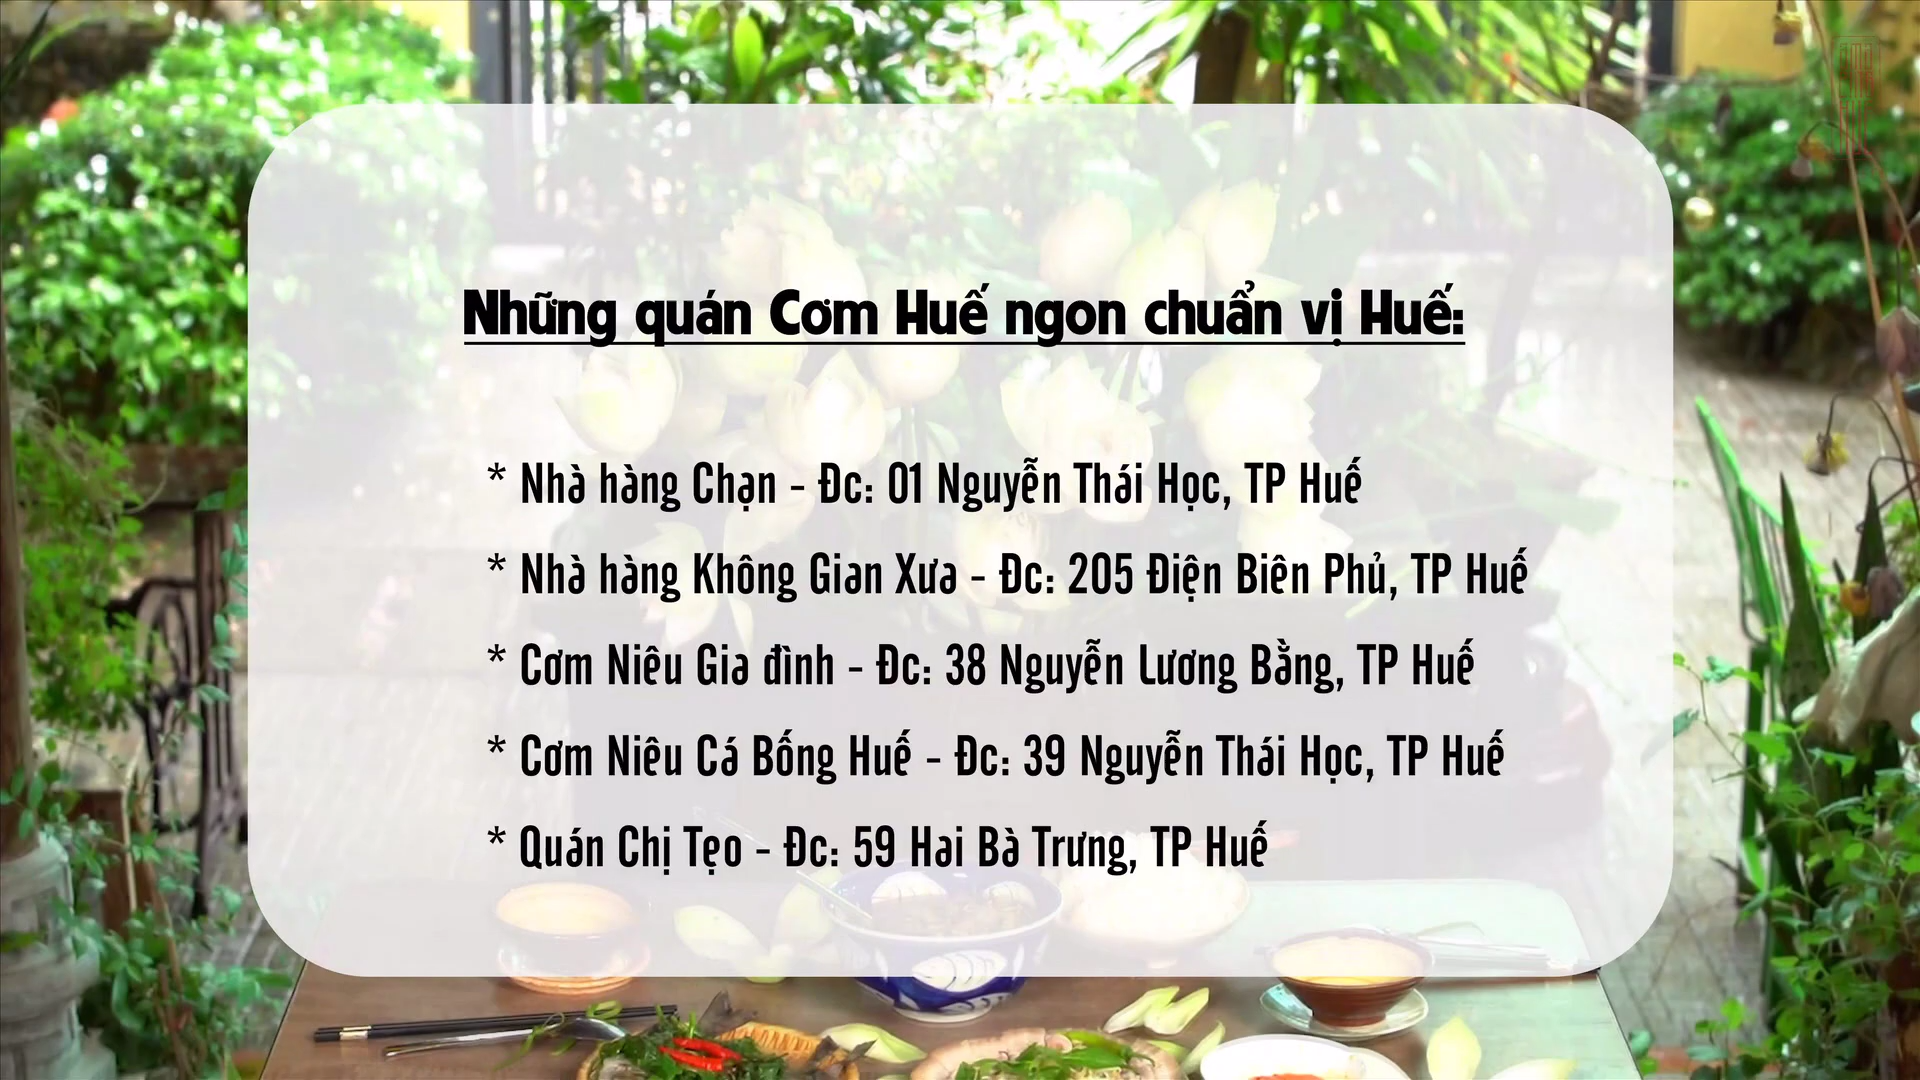 Những quán Cơm Huế ngon chuẩn vị Huế:
* Nhà hàng Chạn - Đc: 01 Nguyễn Thái Học, TP Huế
* Nhà hàng Không Gian Xưa - Đc: 205 Điện Biên Phủ, TP Huế
* Cơm Niêu Gia đình - Đc: 38 Nguyễn Lương Bằng, TP Huế
* Cơm Niêu Cá Bống Huế - Đc: 39 Nguyễn Thái Học, TP Huế
* Quán Chị Tẹo - Đc: 59 Hai Bà Trưng, TP Huế